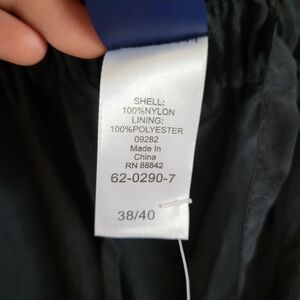 SHELL:
100%NYLON
LINING:
100%POLYESTER
09282
Made In
China
RN 88842
62-0290-7
38/40